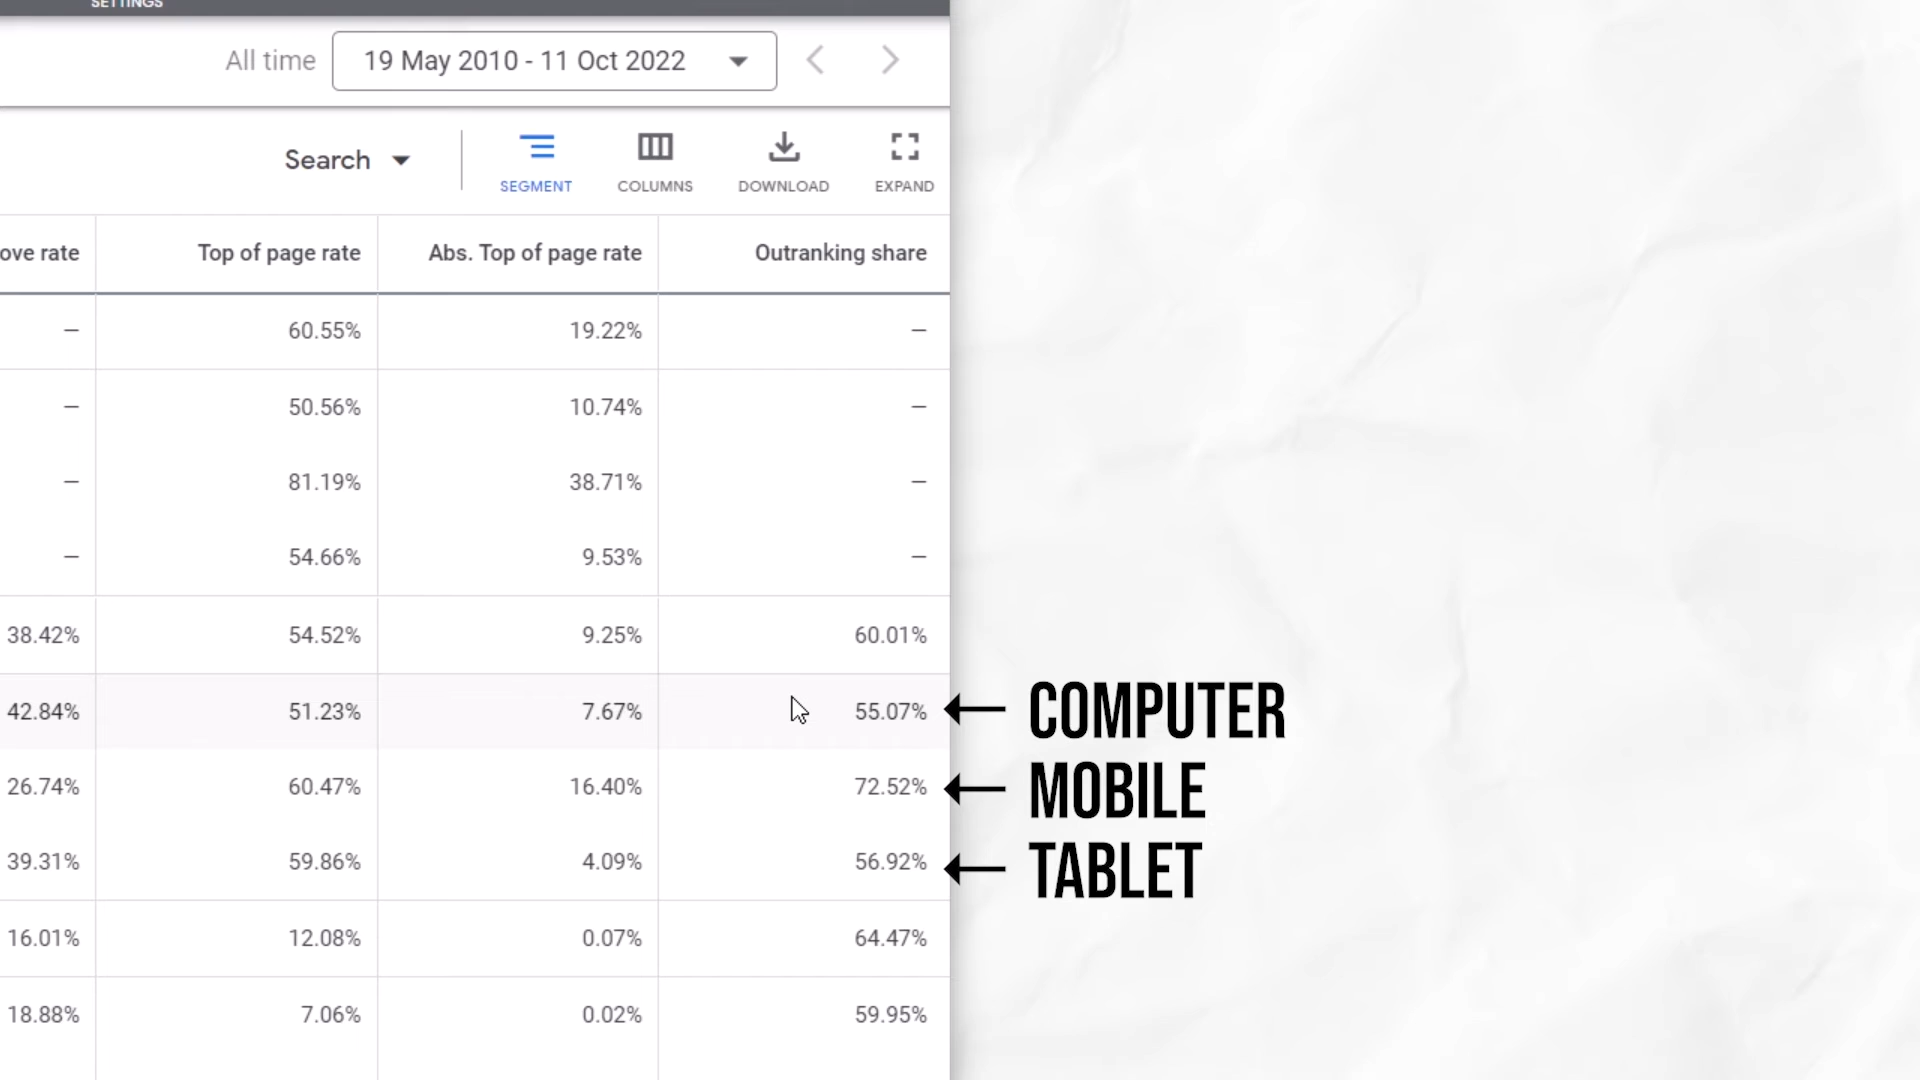 SETTINGS
All time 19 May 2010 - 11 Oct 2022
Search SEGMENT COLUMNS DOWNLOAD EXPAND
ove rate Top of page rate Abs. Top of page rate Outranking share
— 60.55% 19.22% —
— 50.56% 10.74% —
— 81.19% 38.71% —
— 54.66% 9.53% —
38.42% 54.52% 9.25% 60.01%
42.84% 51.23% 7.67% 55.07% COMPUTER
26.74% 60.47% 16.40% 72.52% MOBILE
39.31% 59.86% 4.09% 56.92% TABLET
16.01% 12.08% 0.07% 64.47%
18.88% 7.06% 0.02% 59.95%